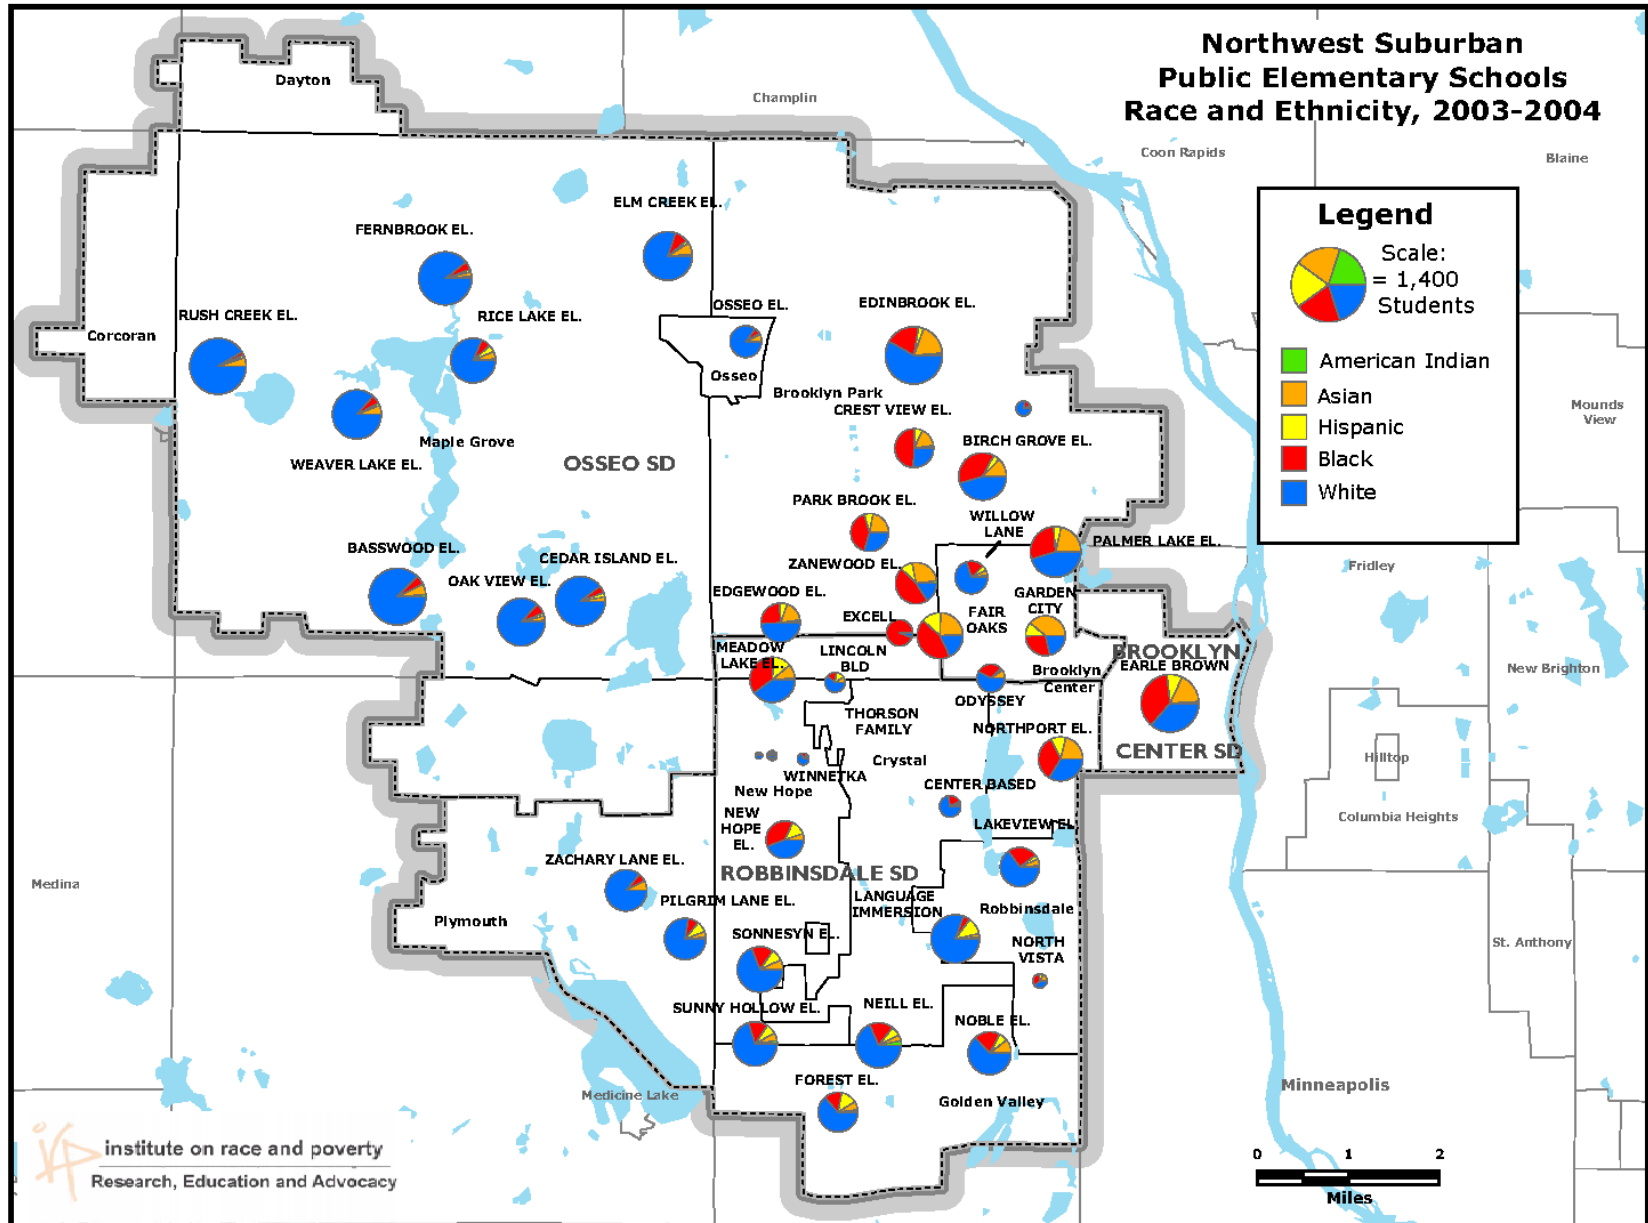 Northwest Suburban
Public Elementary Schools
Race and Ethnicity, 2003-2004
Dayton
Champlin
Coon Rapids
Blaine
Legend
Scale:
= 1,400
Students
American Indian
Asian
Hispanic
Black
White
ELM CREEK EL.
FERNBROOK EL.
RUSH CREEK EL.
RICE LAKE EL.
OSSEO EL.
EDINBROOK EL.
Corcoran
Osseo
Brooklyn Park
CREST VIEW EL.
Mounds
View
Maple Grove
BIRCH GROVE EL.
WEAVER LAKE EL.
OSSEO SD
PARK BROOK EL.
WILLOW
LANE
PALMER LAKE EL.
BASSWOOD EL.
CEDAR ISLAND EL.
OAK VIEW EL.
ZANEWOOD EL.
Fridley
EDGEWOOD EL.
GARDEN
CITY
EXCELL
FAIR
OAKS
MEADOW
LAKE EL.
LINCOLN
BLD
BROOKLYN
EARLE BROWN
CENTER SD
Brooklyn
Center
New Brighton
ODYSSEY
THORSON
FAMILY
NORTHPORT EL.
Crystal
Hilltop
WINNETKA
New Hope
CENTER BASED
NEW
HOPE
EL.
LAKEVIEW EL.
Columbia Heights
ZACHARY LANE EL.
ROBBINSDALE SD
Medina
PILGRIM LANE EL.
LANGUAGE
IMMERSION
Robbinsdale
Plymouth
SONNESYN EL.
NORTH
VISTA
St. Anthony
SUNNY HOLLOW EL.
NEILL EL.
NOBLE EL.
FOREST EL.
Medicine Lake
Golden Valley
Minneapolis
institute on race and poverty
Research, Education and Advocacy
0 1 2
Miles